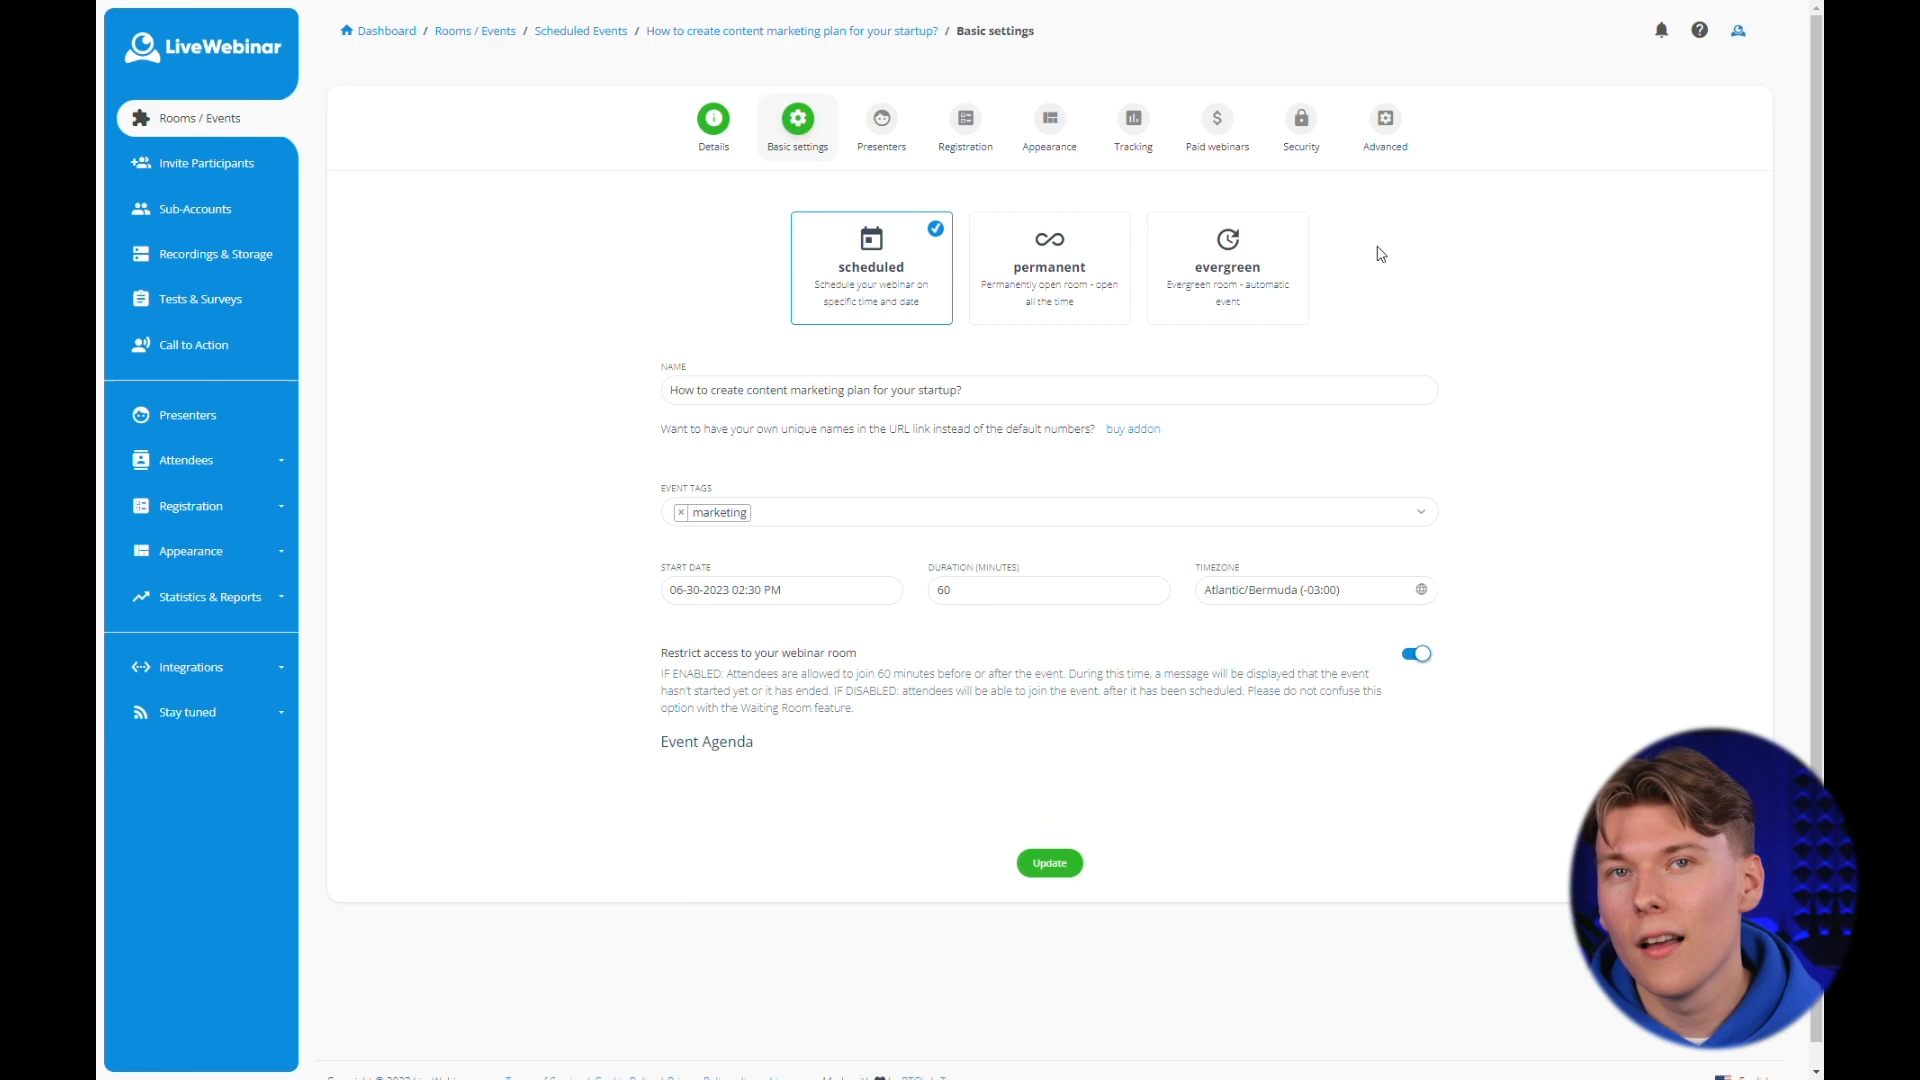 LiveWebinar
Dashboard / Rooms / Events / Scheduled Events / How to create content marketing plan for your startup? / Basic settings
Rooms / Events
Invite Participants
Sub-Accounts
Recordings & Storage
Tests & Surveys
Call to Action
Presenters
Attendees
Registration
Appearance
Statistics & Reports
Integrations
Stay tuned
Details
Basic settings
Presenters
Registration
Appearance
Tracking
Paid webinars
Security
Advanced
scheduled
Schedule your webinar on
specific time and date
permanent
Permanently open room - open
all the time
evergreen
Evergreen room - automatic
event
NAME
How to create content marketing plan for your startup?
Want to have your own unique names in the URL link instead of the default numbers? buy addon
EVENT TAGS
× marketing
START DATE
06-30-2023 02:30 PM
DURATION (MINUTES)
60
TIMEZONE
Atlantic/Bermuda (-03:00)
Restrict access to your webinar room
IF ENABLED: Attendees are allowed to join 60 minutes before or after the event. During this time, a message will be displayed that the event
hasn't started yet or it has ended. IF DISABLED: attendees will be able to join the event, after it has been scheduled. Please do not confuse this
option with the Waiting Room feature.
Event Agenda
Update